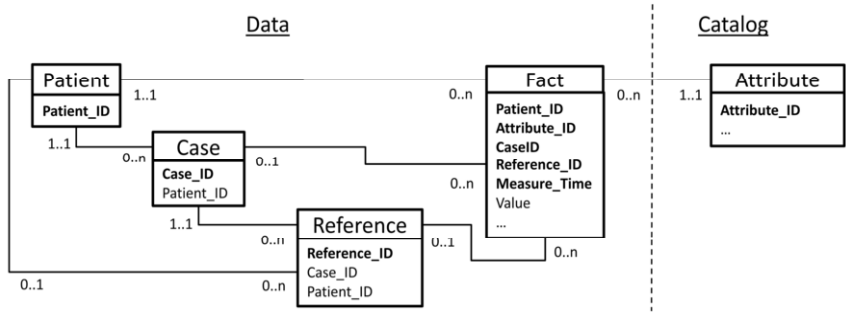 Data
Catalog
Patient
Patient_ID
1..1
0..n
Fact
Patient_ID
Attribute_ID
CaseID
Reference_ID
Measure_Time
Value
...
0..n
1..1
Attribute
Attribute_ID
...
1..1
0..n
Case
Case_ID
Patient_ID
0..1
0..n
1..1
0..n
Reference
Reference_ID
Case_ID
Patient_ID
0..1
0..n
0..1
0..n